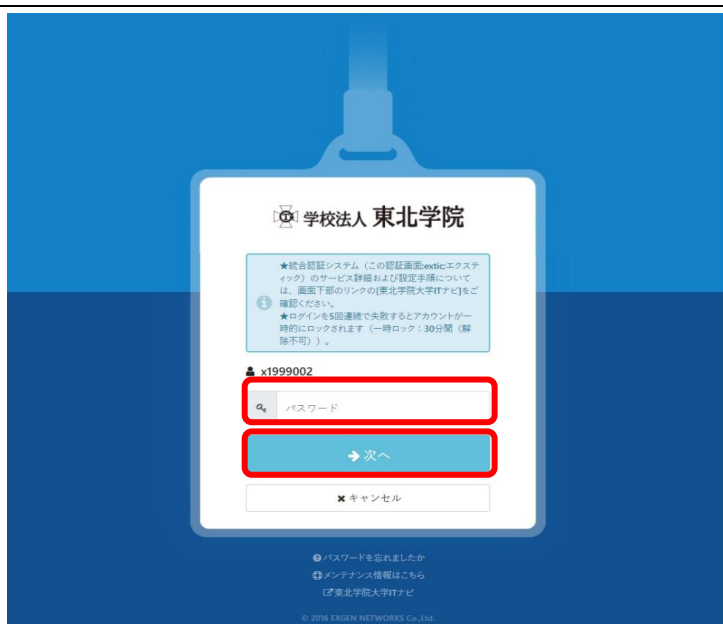 学校法人 東北学院
★統合認証システム（この認証画面:extic:エクステ
ィック）のサービス詳細および設定手順について
は、画面下部のリンクの[東北学院大学ITナビ]をご
確認ください。
★ログインを5回連続で失敗するとアカウントが一
時的にロックされます（一時ロック：30分間（解
除不可））。
x1999002
パスワード
次へ
キャンセル
パスワードを忘れましたか
メンテナンス情報はこちら
東北学院大学ITナビ
© 2016 EXGEN NETWORKS Co.,Ltd.